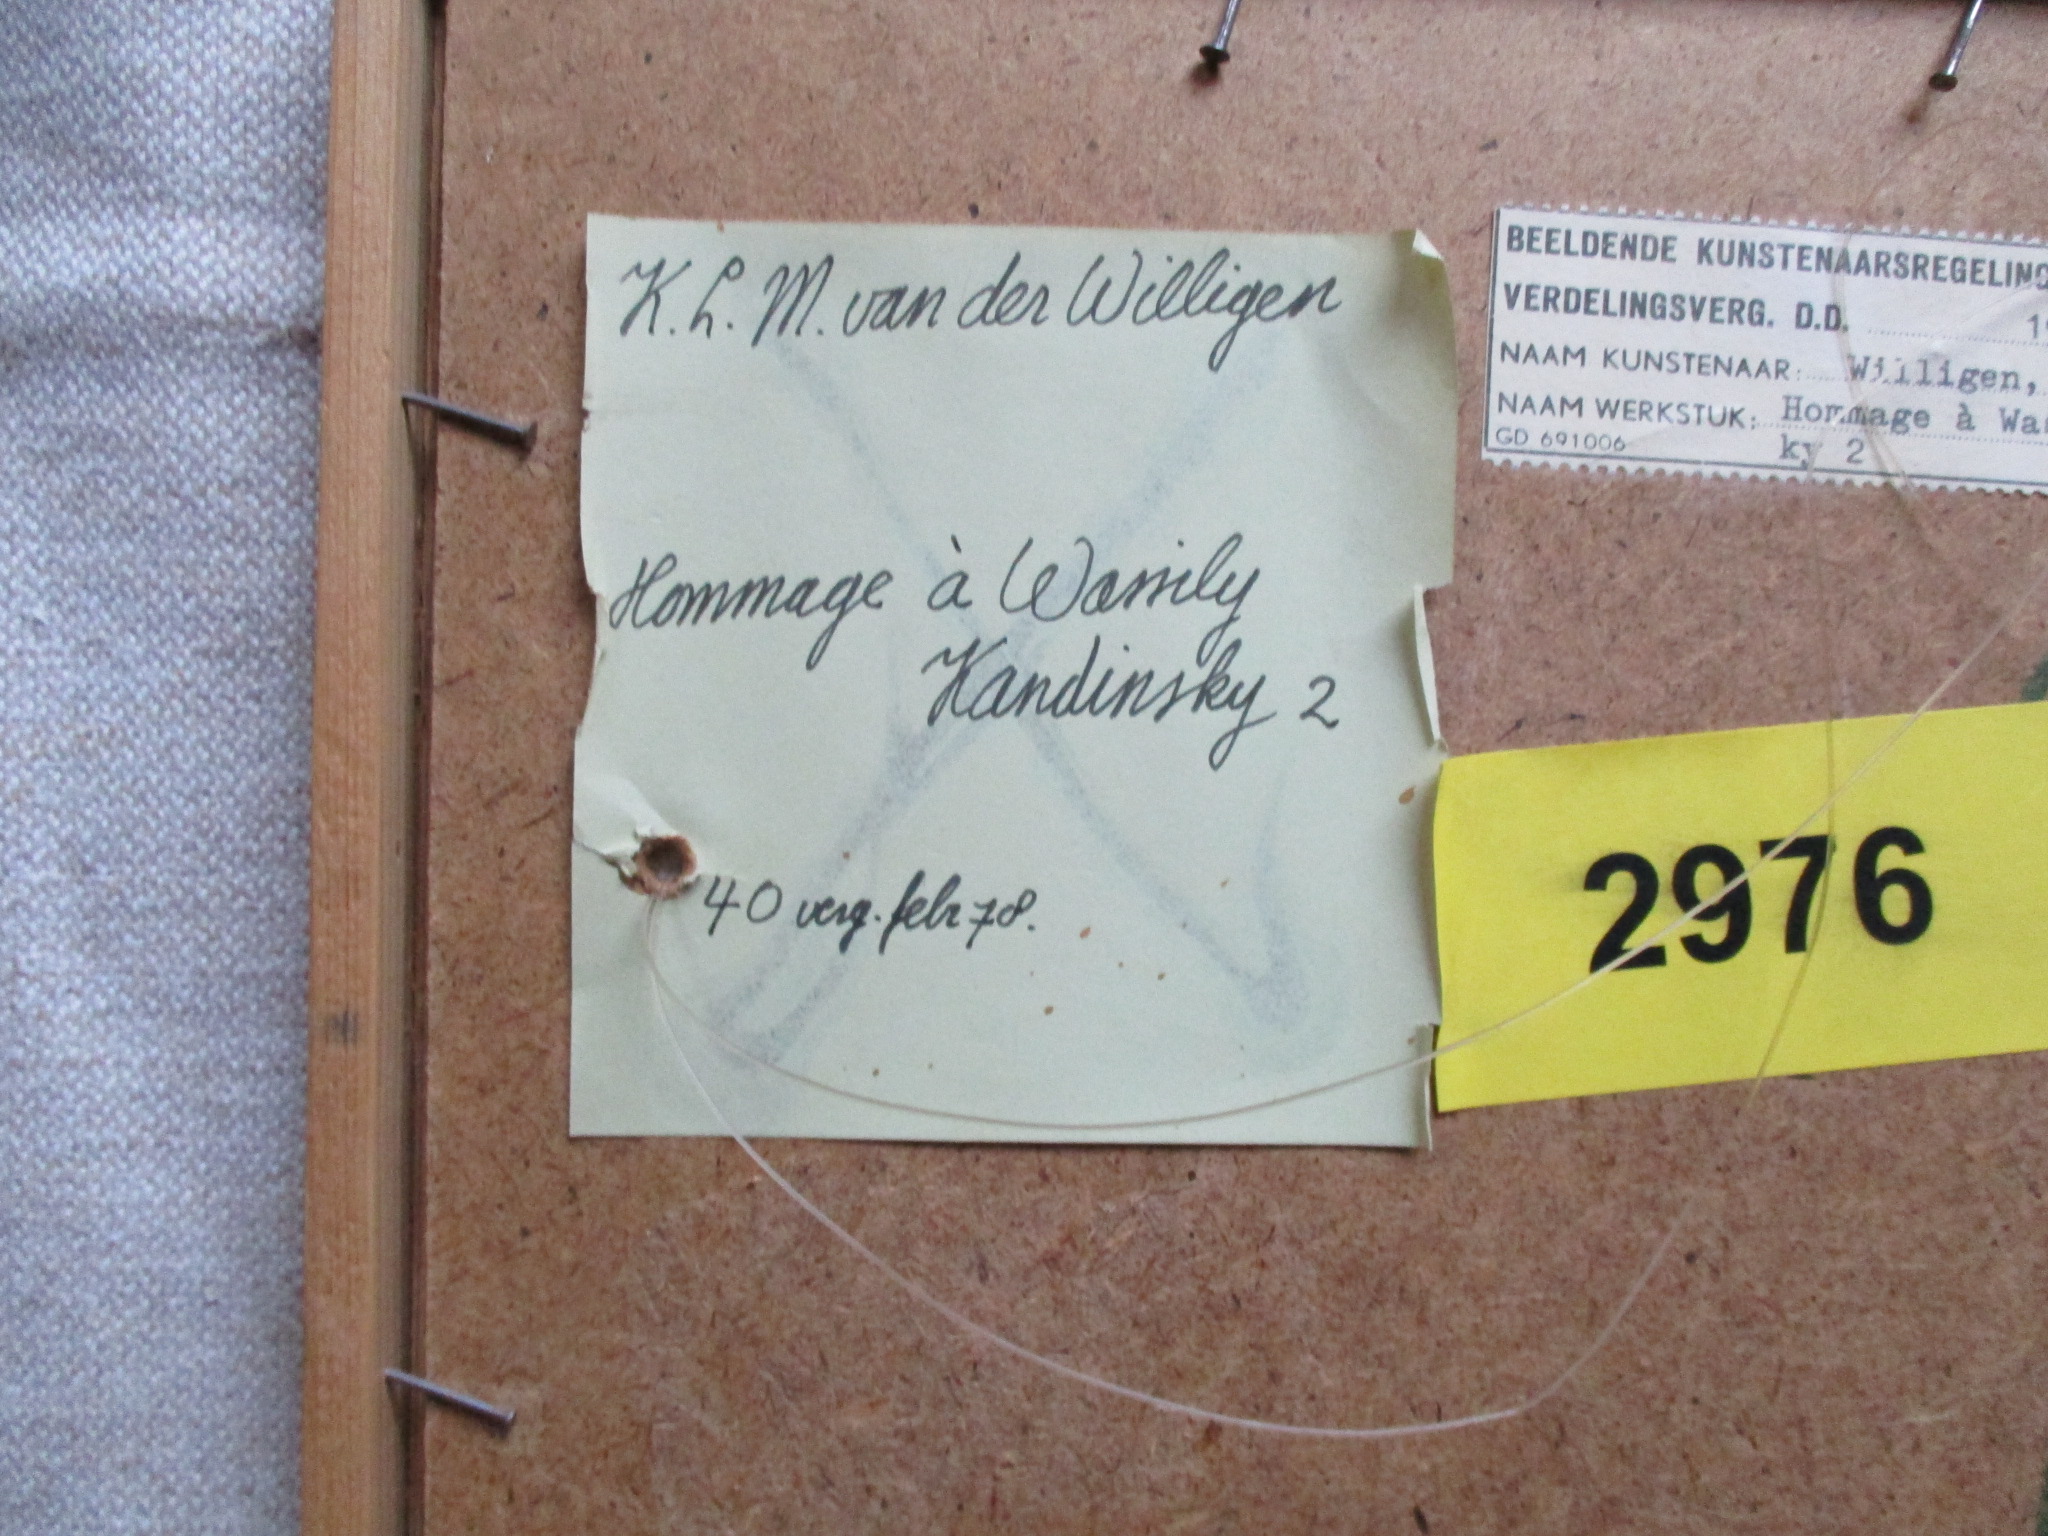 K. L. M. van der Willigen
Hommage à Wassily
Kandinsky 2
40 verg. febr 78.
BEELDENDE KUNSTENAARSREGELING
VERDELINGSVERG. D.D.
NAAM KUNSTENAAR: Willigen,
NAAM WERKSTUK: Hommage à Was
ky 2
GD 691006
2976